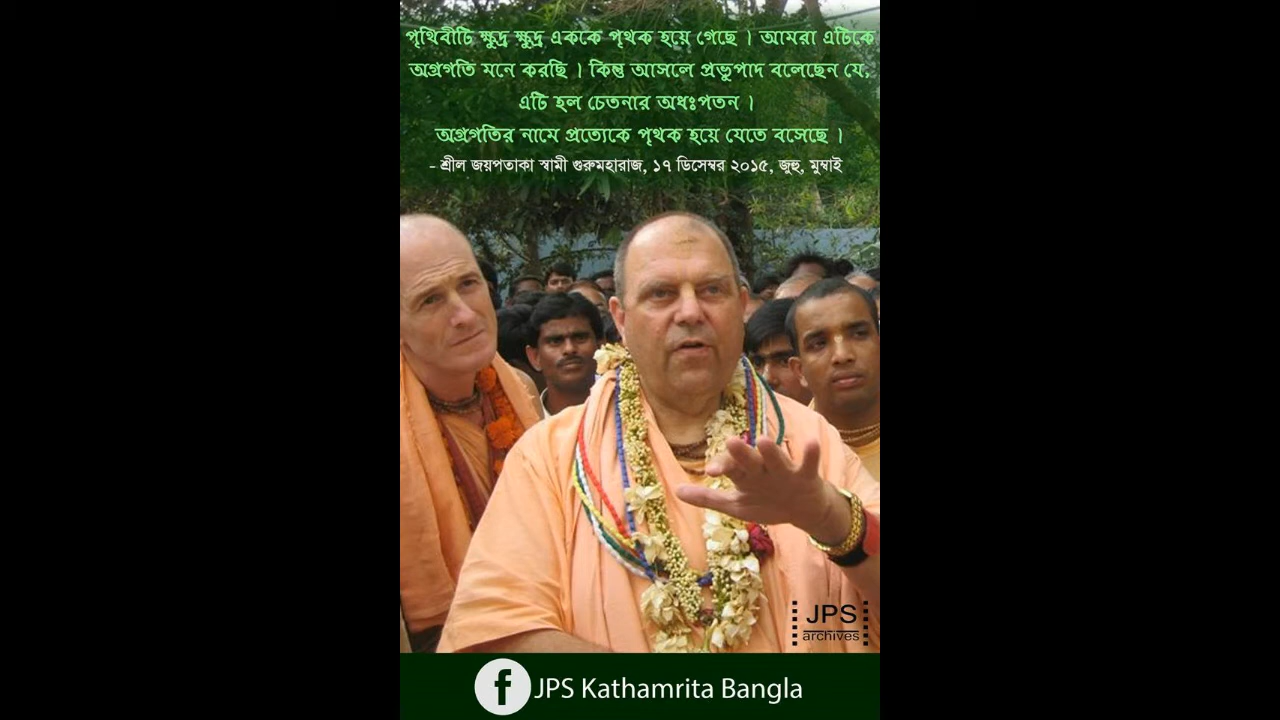 পৃথিবীটি ক্ষুদ্র ক্ষুদ্র এককে পৃথক হয়ে গেছে । আমরা এটিকে
অগ্রগতি মনে করছি । কিন্তু আসলে প্রভুপাদ বলেছেন যে,
এটি হল চেতনার অধঃপতন ।
অগ্রগতির নামে প্রত্যেকে পৃথক হয়ে যেতে বসেছে ।
- শ্রীল জয়পতাকা স্বামী গুরুমহারাজ, ১৭ ডিসেম্বর ২০১৫, জুহু, মুম্বাই
JPS
archives
f JPS Kathamrita Bangla